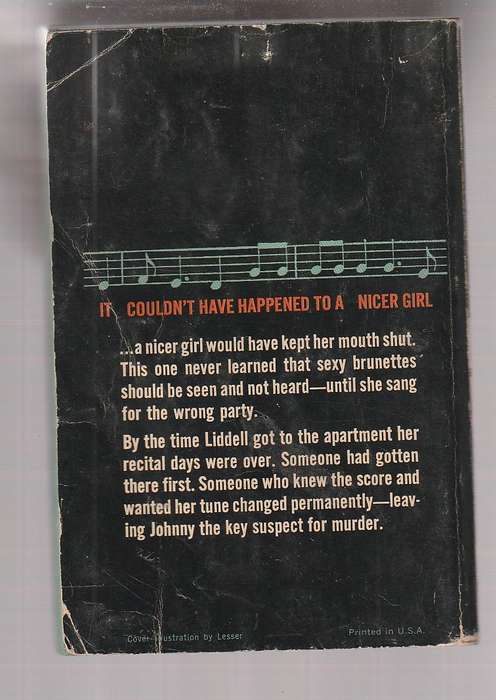 IT COULDN'T HAVE HAPPENED TO A NICER GIRL
...a nicer girl would have kept her mouth shut.
This one never learned that sexy brunettes
should be seen and not heard—until she sang
for the wrong party.
By the time Liddell got to the apartment her
recital days were over. Someone had gotten
there first. Someone who knew the score and
wanted her tune changed permanently—leav-
ing Johnny the key suspect for murder.
Cover ustration by Lesser
Printed in U.S.A.